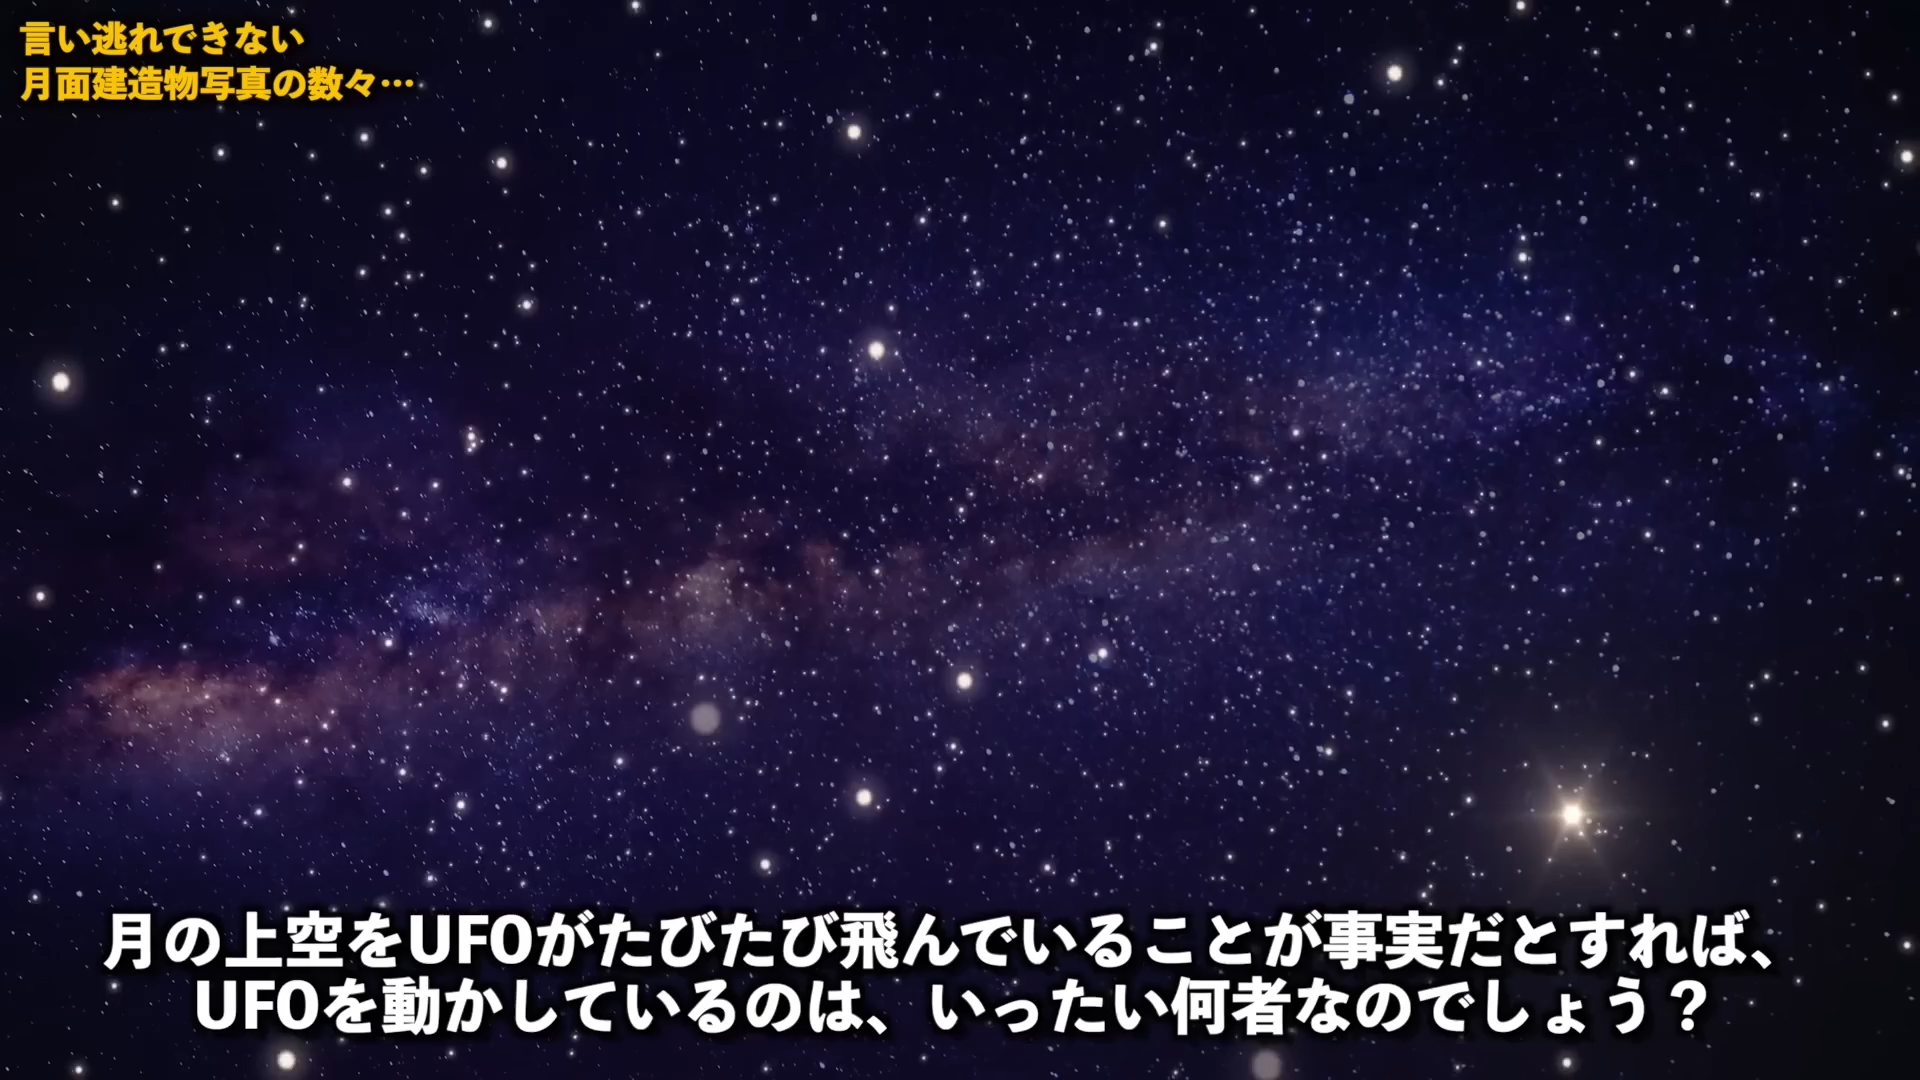 言い逃れできない
月面建造物写真の数々…
月の上空をUFOがたびたび飛んでいることが事実だとすれば、
UFOを動かしているのは、いったい何者なのでしょう？